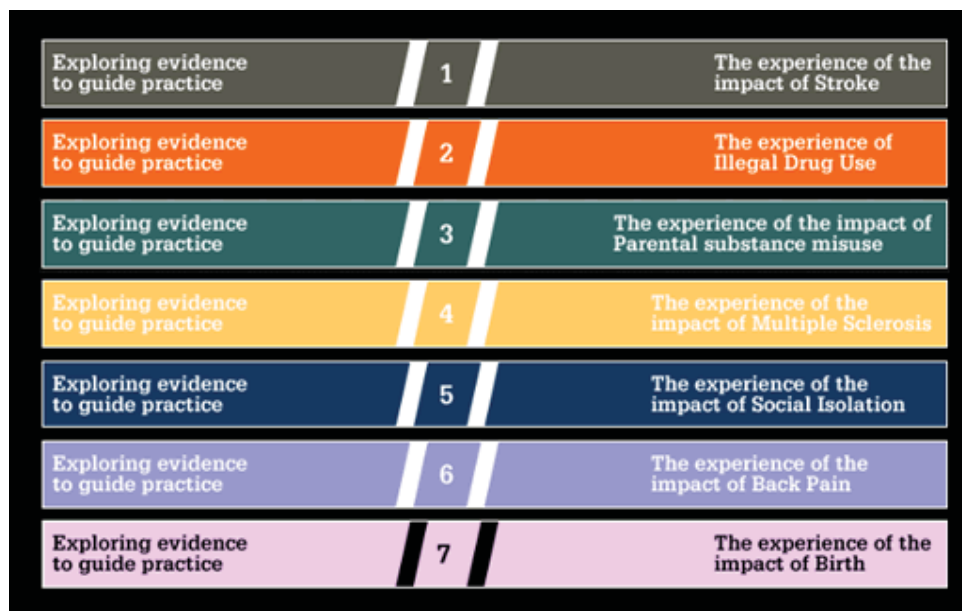 Exploring evidence
to guide practice
1
The experience of the
impact of Stroke
Exploring evidence
to guide practice
2
The experience of
Illegal Drug Use
Exploring evidence
to guide practice
3
The experience of the impact of
Parental substance misuse
Exploring evidence
to guide practice
4
The experience of the
impact of Multiple Sclerosis
Exploring evidence
to guide practice
5
The experience of the
impact of Social Isolation
Exploring evidence
to guide practice
6
The experience of the
impact of Back Pain
Exploring evidence
to guide practice
7
The experience of the
impact of Birth